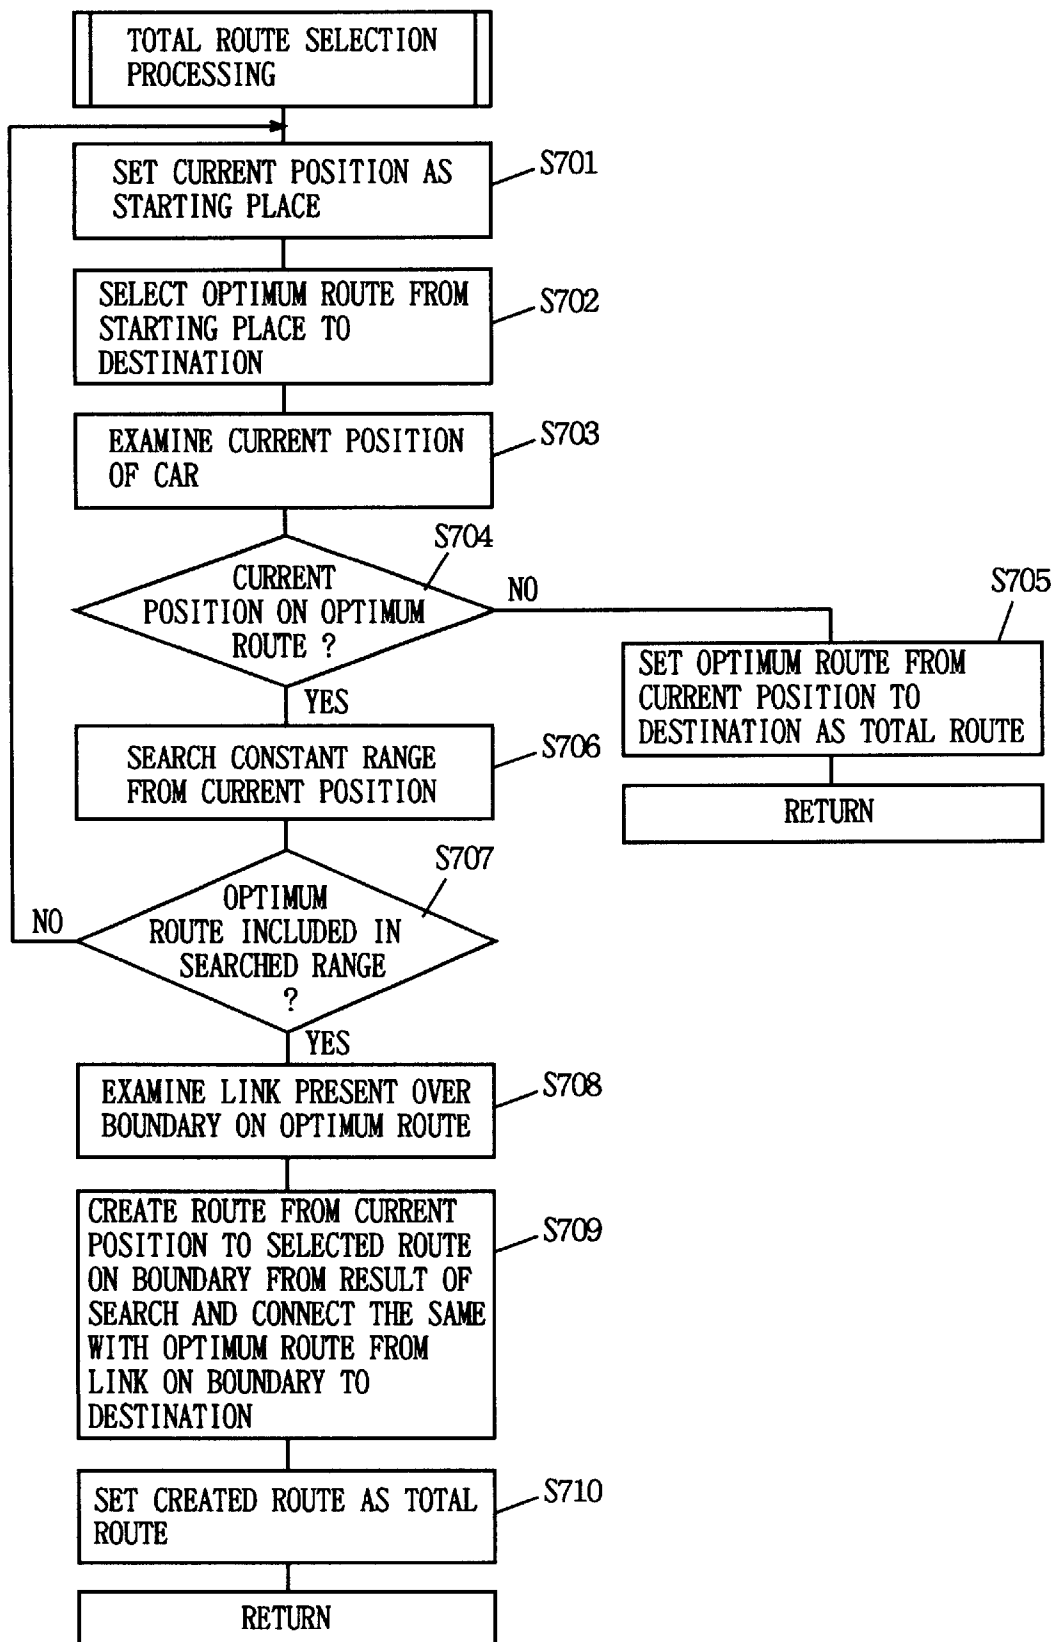 TOTAL ROUTE SELECTION
PROCESSING
SET CURRENT POSITION AS
STARTING PLACE
S701
SELECT OPTIMUM ROUTE FROM
STARTING PLACE TO
DESTINATION
S702
EXAMINE CURRENT POSITION
OF CAR
S703
S704
CURRENT
POSITION ON OPTIMUM
ROUTE ?
NO
YES
S705
SET OPTIMUM ROUTE FROM
CURRENT POSITION TO
DESTINATION AS TOTAL ROUTE
RETURN
SEARCH CONSTANT RANGE
FROM CURRENT POSITION
S706
S707
OPTIMUM
ROUTE INCLUDED IN
SEARCHED RANGE
?
NO
YES
EXAMINE LINK PRESENT OVER
BOUNDARY ON OPTIMUM ROUTE
S708
CREATE ROUTE FROM CURRENT
POSITION TO SELECTED ROUTE
ON BOUNDARY FROM RESULT OF
SEARCH AND CONNECT THE SAME
WITH OPTIMUM ROUTE FROM
LINK ON BOUNDARY TO
DESTINATION
S709
SET CREATED ROUTE AS TOTAL
ROUTE
S710
RETURN